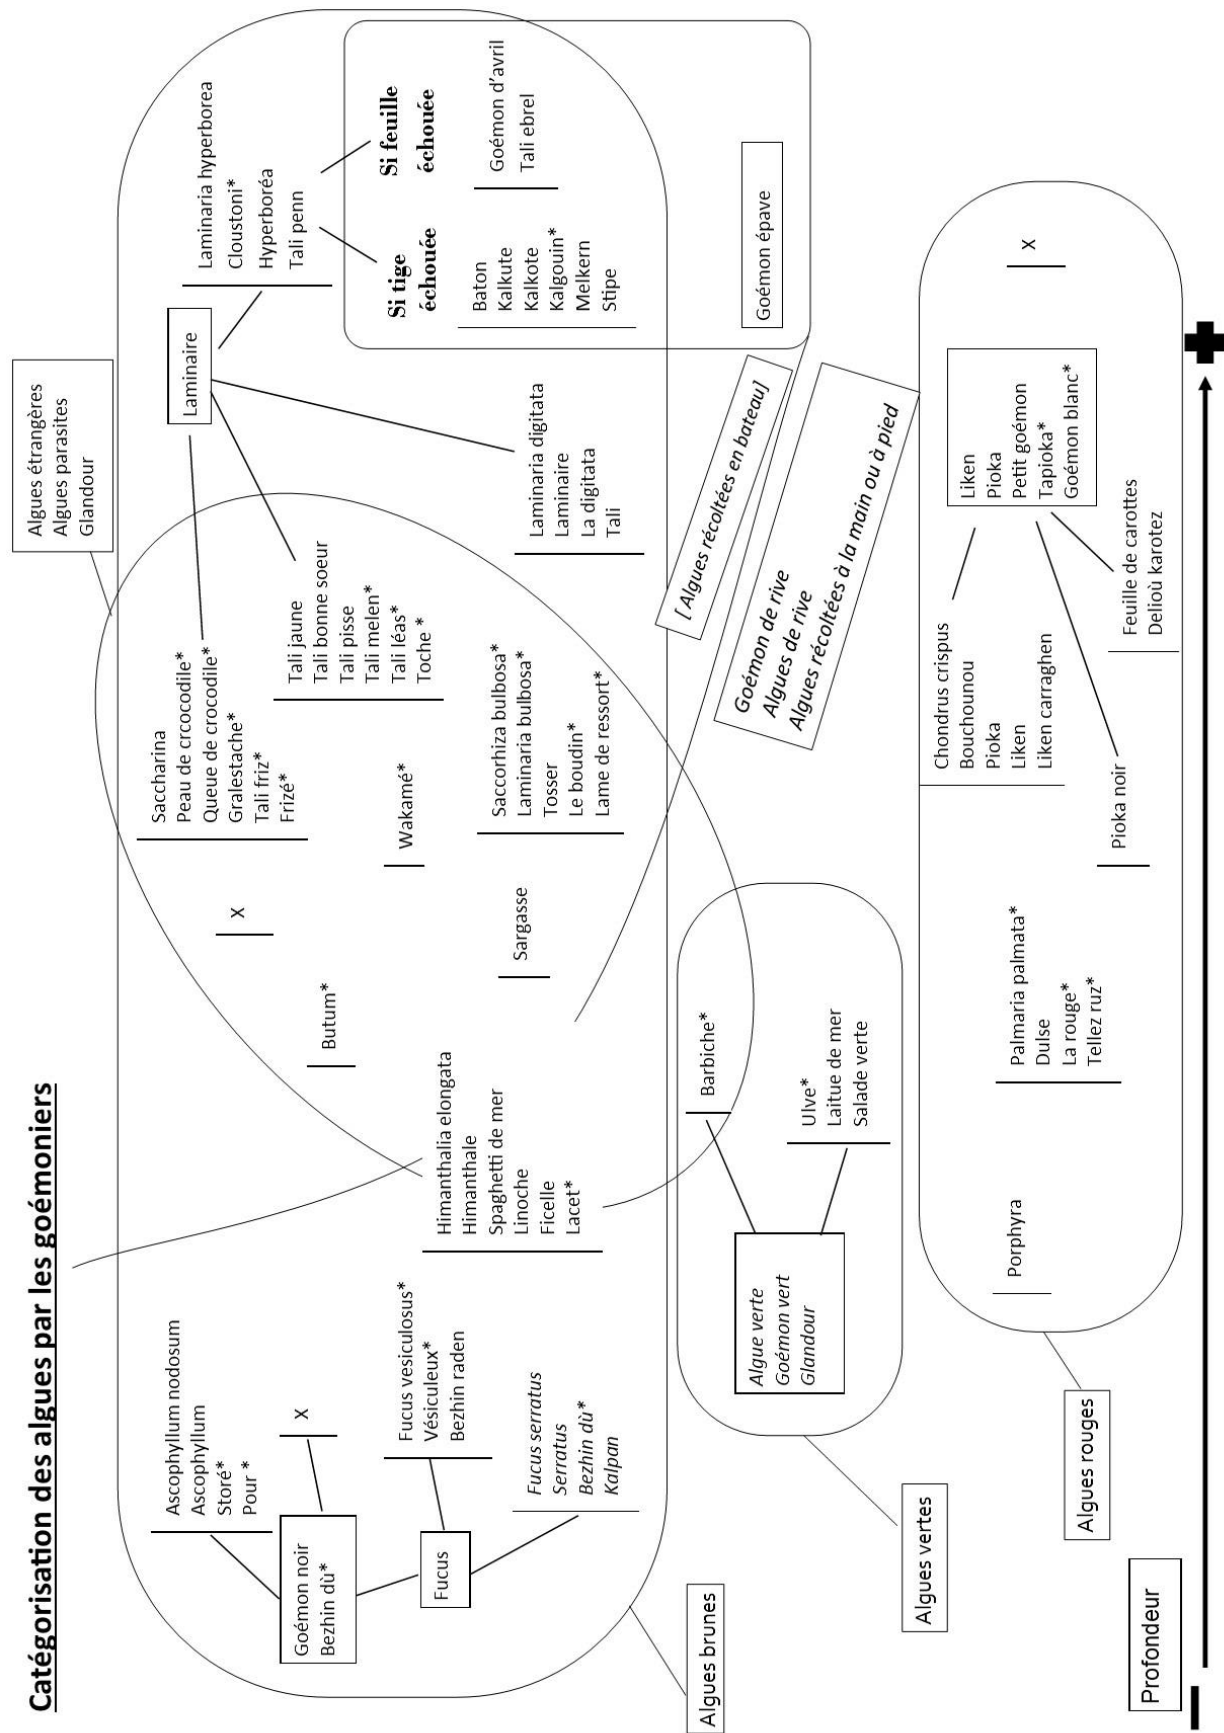 Catégorisation des algues par les goémoniers
Algues étrangères
Algues parasites
Glandour
Ascophyllum nodosum
Ascophyllum
Storé*
Pour *
X
Goémon noir
Bezhin dù*
Fucus
Fucus vesiculosus*
Vésiculeux*
Bezhin raden
Fucus serratus
Serratus
Bezhin dù*
Kalpan
Himanthalia elongata
Himanthale
Spaghetti de mer
Linoche
Ficelle
Lacet*
Butum*
X
Sargasse
Wakamé*
Saccharina
Peau de crcocodile*
Queue de crocodile*
Gralestache*
Tali friz*
Frizé*
Tali jaune
Tali bonne soeur
Tali pisse
Tali melen*
Tali léas*
Toche *
Saccorhiza bulbosa*
Laminaria bulbosa*
Tosser
Le boudin*
Lame de ressort*
Laminaire
Laminaria digitata
Laminaire
La digitata
Tali
Laminaria hyperborea
Cloustoni*
Hyperboréa
Tali penn
Si tige
échouée
Si feuille
échouée
Baton
Kalkute
Kalkote
Kalgouin*
Melkern
Stipe
Goémon d'avril
Tali ebrel
Goémon épave
[ Algues récoltées en bateau]
Goémon de rive
Algues de rive
Algues récoltées à la main ou à pied
Algues brunes
Algue verte
Goémon vert
Glandour
Barbiche*
Ulve*
Laitue de mer
Salade verte
Algues vertes
Porphyra
Palmaria palmata*
Dulse
La rouge*
Tellez ruz*
Chondrus crispus
Bouchounou
Pioka
Liken
Liken carraghen
Pioka noir
Feuille de carottes
Delioù karotez
Liken
Pioka
Petit goémon
Tapioka*
Goémon blanc*
X
Algues rouges
Profondeur